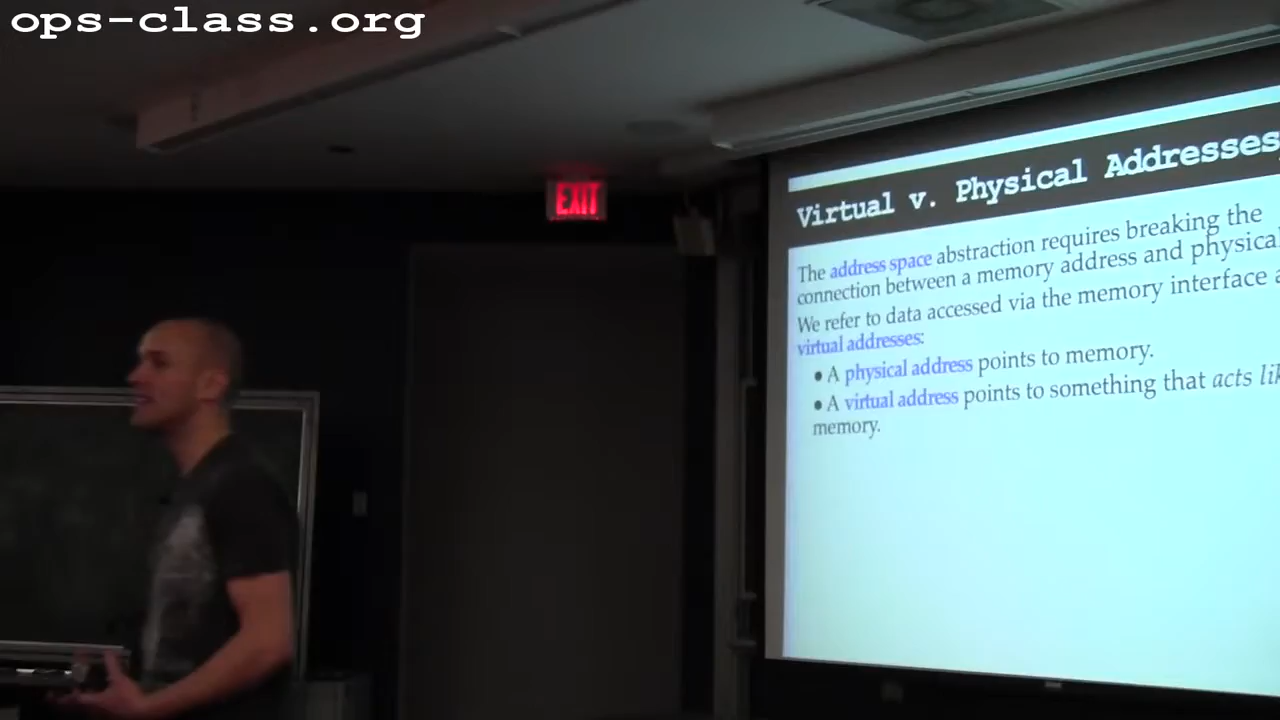 ops-class.org
EXIT
Virtual v. Physical Addresses
The address space abstraction requires breaking the
connection between a memory address and physical
We refer to data accessed via the memory interface
virtual addresses:
• A physical address points to memory.
• A virtual address points to something that acts
memory.